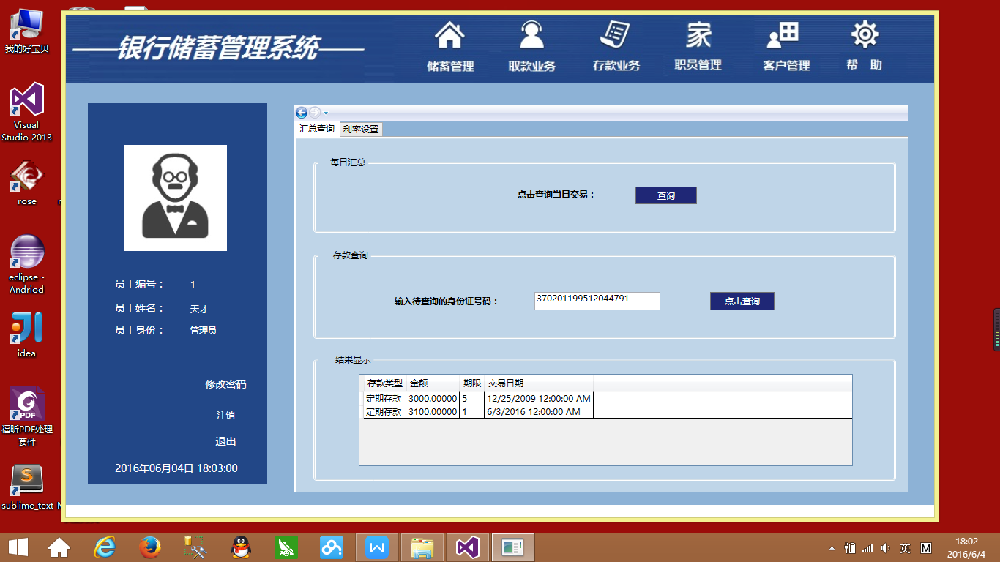 我的好宝贝
Visual
Studio 2013
rose
eclipse -
Andriod
idea
PDF
福昕PDF处理
套件
sublime_text
银行储蓄管理系统
储蓄管理
取款业务
存款业务
家
职员管理
客户管理
帮 助
员工编号： 1
员工姓名： 天才
员工身份： 管理员
修改密码
注销
退出
2016年06月04日 18:03:00
汇总查询 利率设置
每日汇总
点击查询当日交易： 查询
存款查询
输入待查询的身份证号码： 370201199512044791 点击查询
结果显示
存款类型 金额 期限 交易日期
定期存款 3000.00000 5 12/25/2009 12:00:00 AM
定期存款 3100.00000 1 6/3/2016 12:00:00 AM
英 M
18:02
2016/6/4